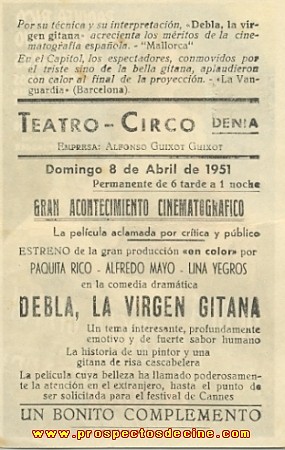 Por su técnica y su interpretación, «Debla, la vir-
gen gitana» acrecienta los méritos de la cine-
matografía española. - "Mallorca"
En el Capitol, los espectadores, conmovidos por
el triste sino de la bella gitana, aplaudieron
con calor al final de la proyección. - «La Van-
guardia» (Barcelona).
TEATRO - CIRCO DENIA
EMPRESA: ALFONSO GUIXOT GUIXOT
Domingo 8 de Abril de 1951
Permanente de 6 tarde a 1 noche
GRAN ACONTECIMIENTO CINEMATOGRAFICO
La película aclamada por crítica y público
ESTRENO de la gran producción «en color» por
PAQUITA RICO - ALFREDO MAYO - LINA YEGROS
en la comedia dramática
DEBLA, LA VIRGEN GITANA
Un tema interesante, profundamente
emotivo y de fuerte sabor humano
La historia de un pintor y una
gitana de risa cascabelera
La película cuya belleza ha llamado poderosamen-
te la atención en el extranjero, hasta el punto de
ser solicitada para el festival de Cannes
UN BONITO COMPLEMENTO
www.prospectosdecine.com